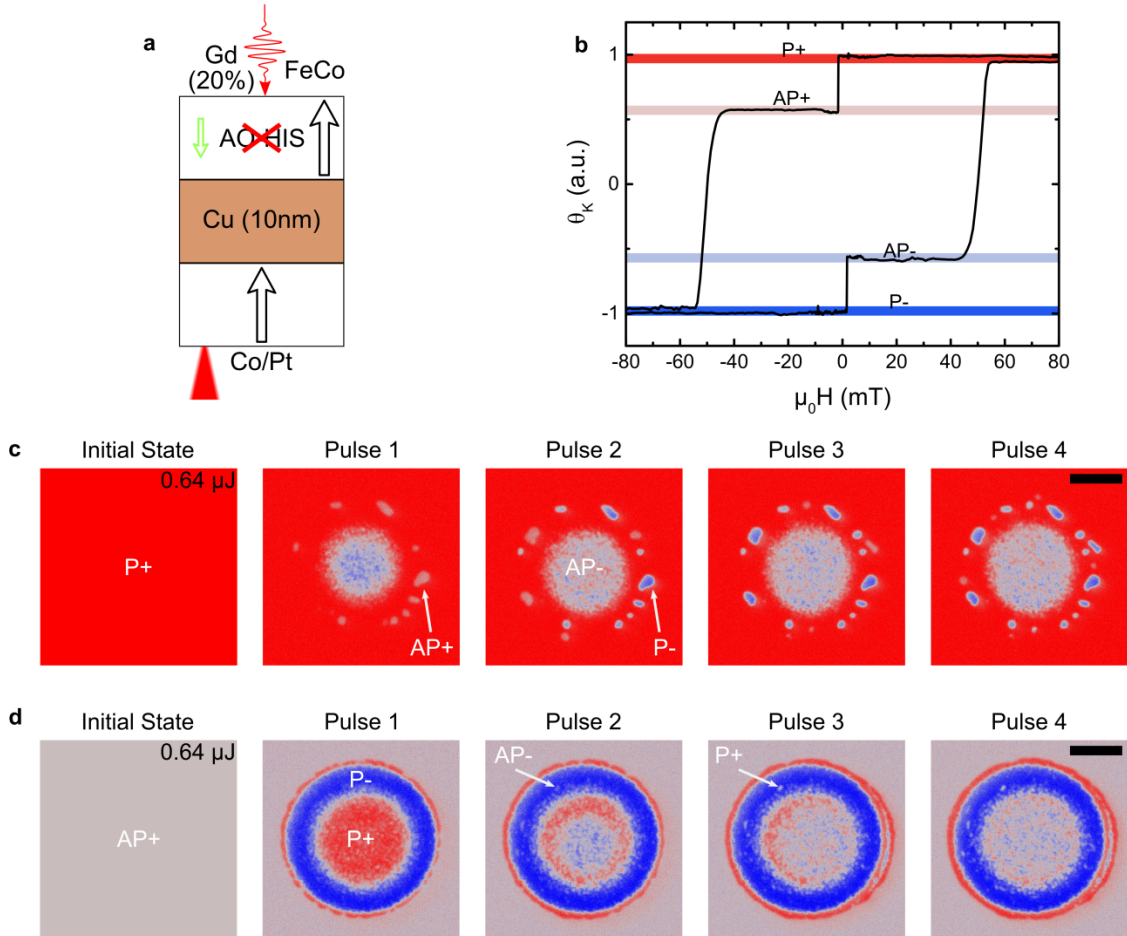 a
Gd
(20%)
FeCo
AO-HIS
Cu (10nm)
Co/Pt
b
P+
AP+
AP-
P-
1
0
-1
θK (a.u.)
-80 -60 -40 -20 0 20 40 60 80
μ0H (mT)
c
Initial State Pulse 1 Pulse 2 Pulse 3 Pulse 4
0.64 μJ
P+
AP+
AP-
P-
d
Initial State Pulse 1 Pulse 2 Pulse 3 Pulse 4
0.64 μJ
AP+
P-
P+
AP-
P+